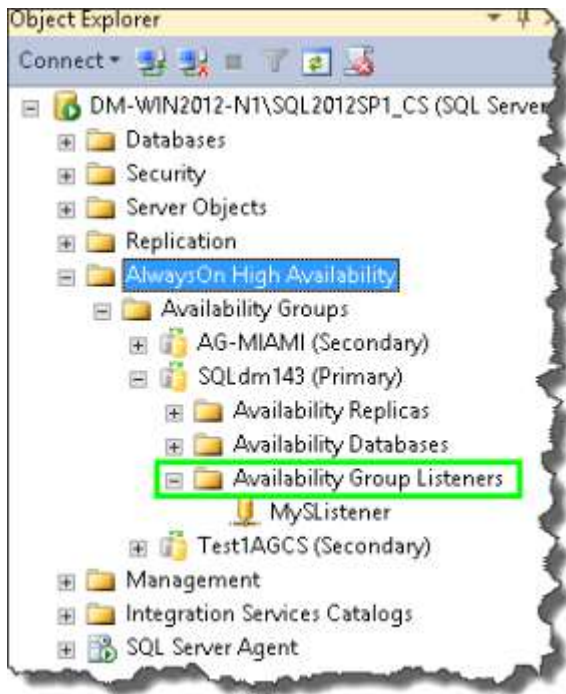 Object Explorer
Connect
DM-WIN2012-N1\SQL2012SP1_CS (SQL Server
Databases
Security
Server Objects
Replication
AlwaysOn High Availability
Availability Groups
AG-MIAMI (Secondary)
SQLdm143 (Primary)
Availability Replicas
Availability Databases
Availability Group Listeners
MySListener
Test1AGCS (Secondary)
Management
Integration Services Catalogs
SQL Server Agent